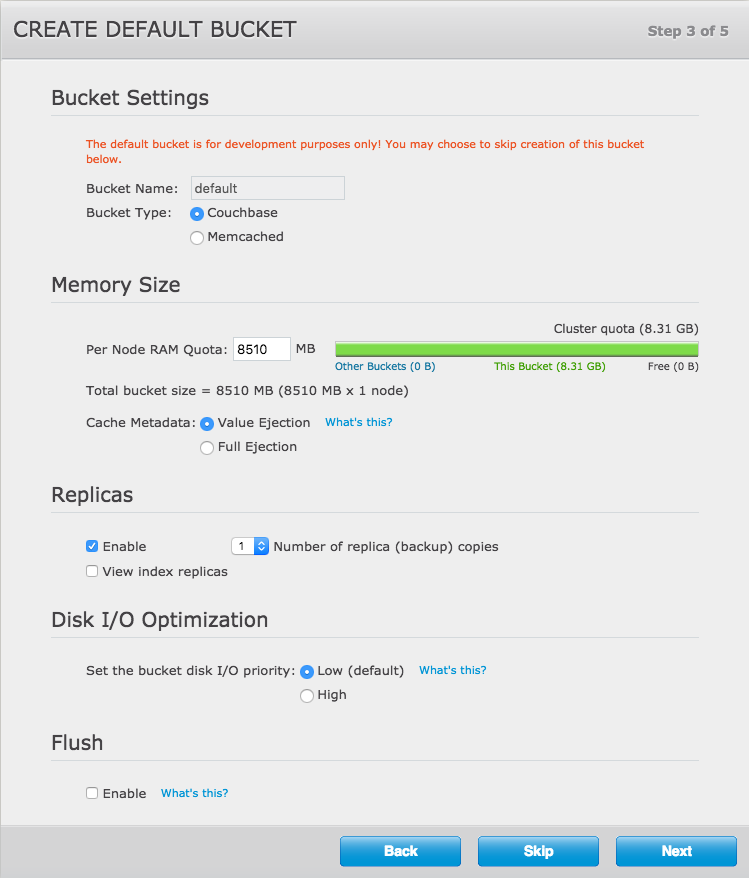 CREATE DEFAULT BUCKET
Step 3 of 5
Bucket Settings
The default bucket is for development purposes only! You may choose to skip creation of this bucket
below.
Bucket Name: default
Bucket Type: Couchbase
Memcached
Memory Size
Cluster quota (8.31 GB)
Per Node RAM Quota: 8510 MB
Other Buckets (0 B) This Bucket (8.31 GB) Free (0 B)
Total bucket size = 8510 MB (8510 MB x 1 node)
Cache Metadata: Value Ejection What's this?
Full Ejection
Replicas
Enable 1 Number of replica (backup) copies
View index replicas
Disk I/O Optimization
Set the bucket disk I/O priority: Low (default) What's this?
High
Flush
Enable What's this?
Back Skip Next